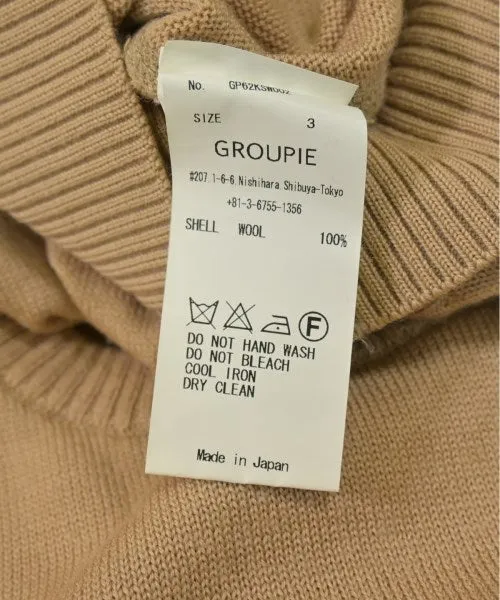 No. GP62KSW002
SIZE 3
GROUPIE
#207.1-6-6.Nishihara.Shibuya-Tokyo
+81-3-6755-1356
SHELL WOOL 100%
F
DO NOT HAND WASH
DO NOT BLEACH
COOL IRON
DRY CLEAN
Made in Japan